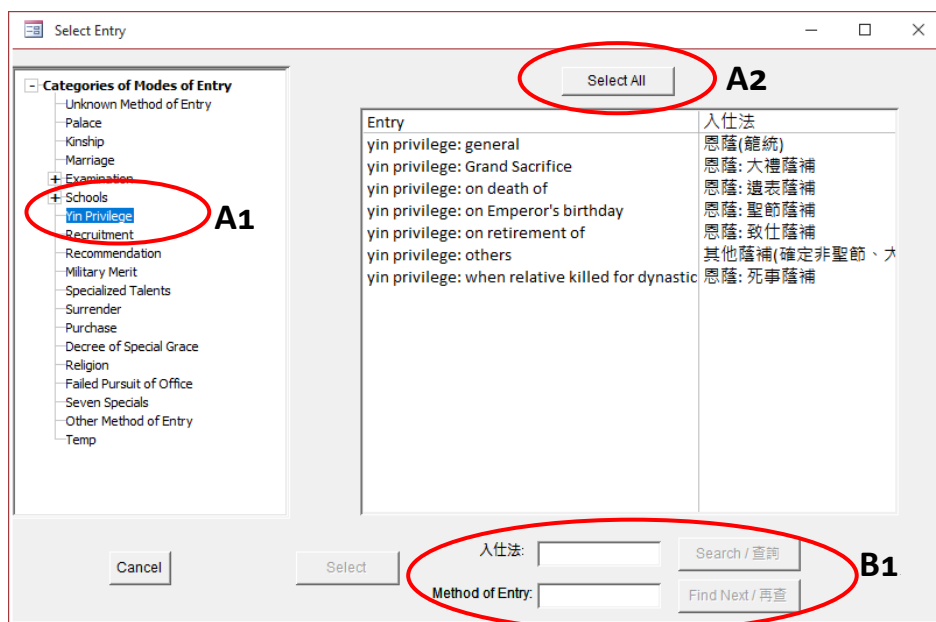 Select Entry
Categories of Modes of Entry
Unknown Method of Entry
Palace
Kinship
Marriage
Examination
Schools
Yin Privilege
Recruitment
Recommendation
Military Merit
Specialized Talents
Surrender
Purchase
Decree of Special Grace
Religion
Failed Pursuit of Office
Seven Specials
Other Method of Entry
Temp
A1
Select All
A2
Entry 入仕法
yin privilege: general 恩蔭(籠統)
yin privilege: Grand Sacrifice 恩蔭: 大禮蔭補
yin privilege: on death of 恩蔭: 遺表蔭補
yin privilege: on Emperor's birthday 恩蔭: 聖節蔭補
yin privilege: on retirement of 恩蔭: 致仕蔭補
yin privilege: others 其他蔭補(確定非聖節、大
yin privilege: when relative killed for dynastic 恩蔭: 死事蔭補
Cancel
Select
入仕法:
Search / 查詢
Method of Entry:
Find Next / 再查
B1